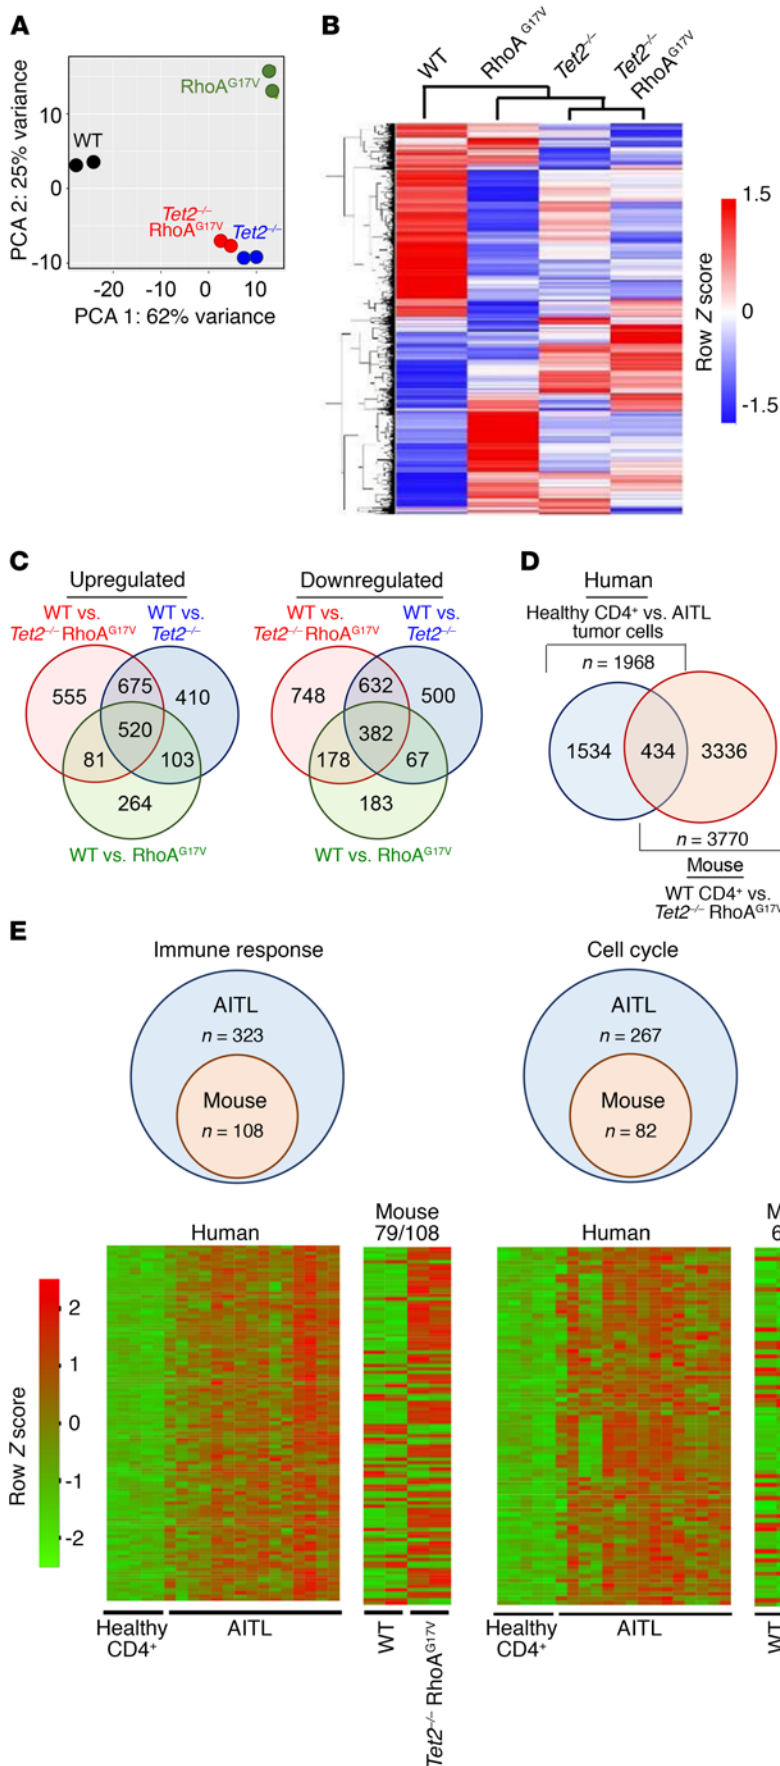 A
RhoA^G17V
WT
Tet2^–/–
RhoA^G17V
Tet2^–/–
PCA 2: 25% variance
10
0
-10
-20
-10
0
10
PCA 1: 62% variance
B
WT
RhoA^G17V
Tet2^–/–
Tet2^–/–
RhoA^G17V
1.5
0
-1.5
Row Z score
C
Upregulated
WT vs.
Tet2^–/– RhoA^G17V
WT vs.
Tet2^–/–
555
675
410
520
81
103
264
WT vs. RhoA^G17V
Downregulated
WT vs.
Tet2^–/– RhoA^G17V
WT vs.
Tet2^–/–
748
632
500
382
178
67
183
WT vs. RhoA^G17V
D
Human
Healthy CD4⁺ vs. AITL
tumor cells
n = 1968
1534
434
3336
n = 3770
Mouse
WT CD4⁺ vs.
Tet2^–/– RhoA^G17V
E
Immune response
AITL
n = 323
Mouse
n = 108
Cell cycle
AITL
n = 267
Mouse
n = 82
Human
Mouse
79/108
Human
M
6
2
1
0
-1
-2
Row Z score
Healthy
CD4⁺
AITL
WT
Tet2^–/– RhoA^G17V
Healthy
CD4⁺
AITL
WT